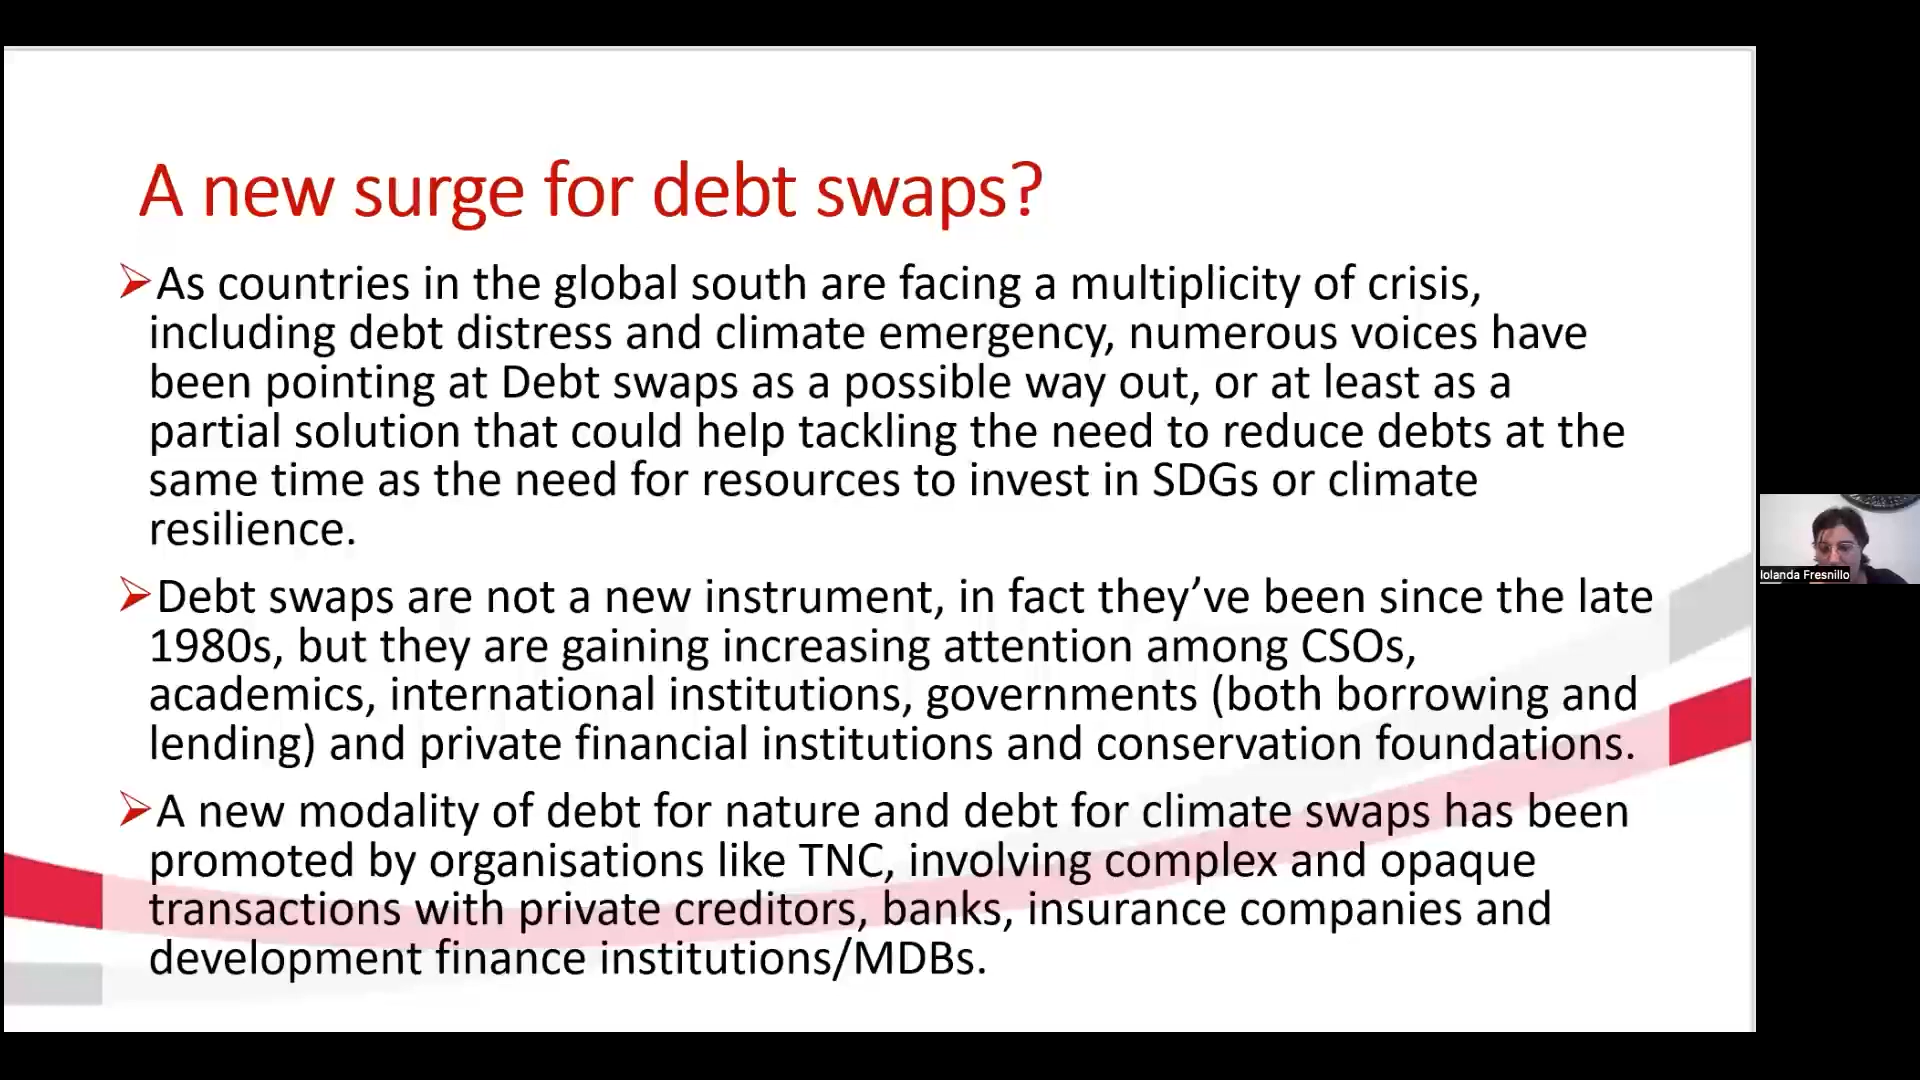 A new surge for debt swaps?
As countries in the global south are facing a multiplicity of crisis,
including debt distress and climate emergency, numerous voices have
been pointing at Debt swaps as a possible way out, or at least as a
partial solution that could help tackling the need to reduce debts at the
same time as the need for resources to invest in SDGs or climate
resilience.
Debt swaps are not a new instrument, in fact they’ve been since the late
1980s, but they are gaining increasing attention among CSOs,
academics, international institutions, governments (both borrowing and
lending) and private financial institutions and conservation foundations.
A new modality of debt for nature and debt for climate swaps has been
promoted by organisations like TNC, involving complex and opaque
transactions with private creditors, banks, insurance companies and
development finance institutions/MDBs.
Iolanda Fresnillo